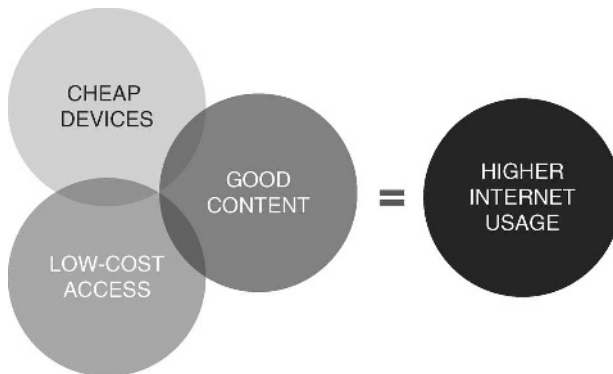 CHEAP
DEVICES
GOOD
CONTENT
LOW-COST
ACCESS
=
HIGHER
INTERNET
USAGE